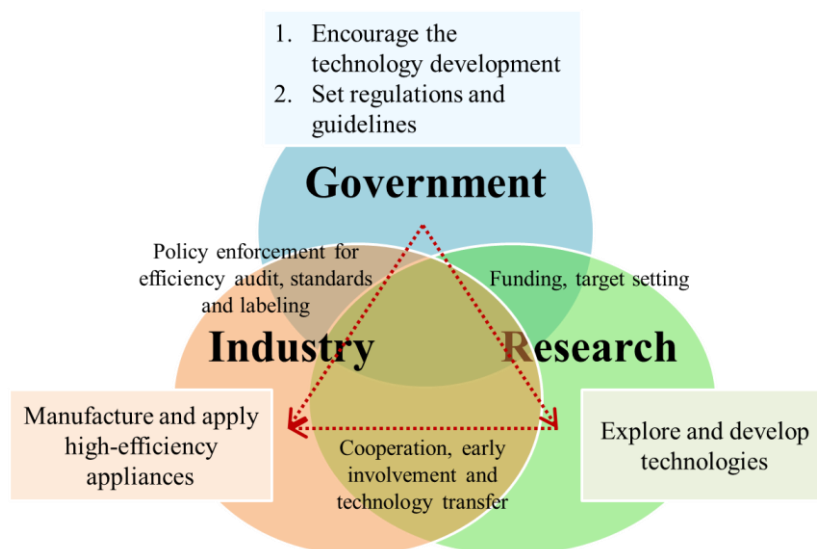 1. Encourage the
technology development
2. Set regulations and
guidelines
Government
Policy enforcement for
efficiency audit, standards
and labeling
Funding, target setting
Industry
Research
Manufacture and apply
high-efficiency
appliances
Cooperation, early
involvement and
technology transfer
Explore and develop
technologies